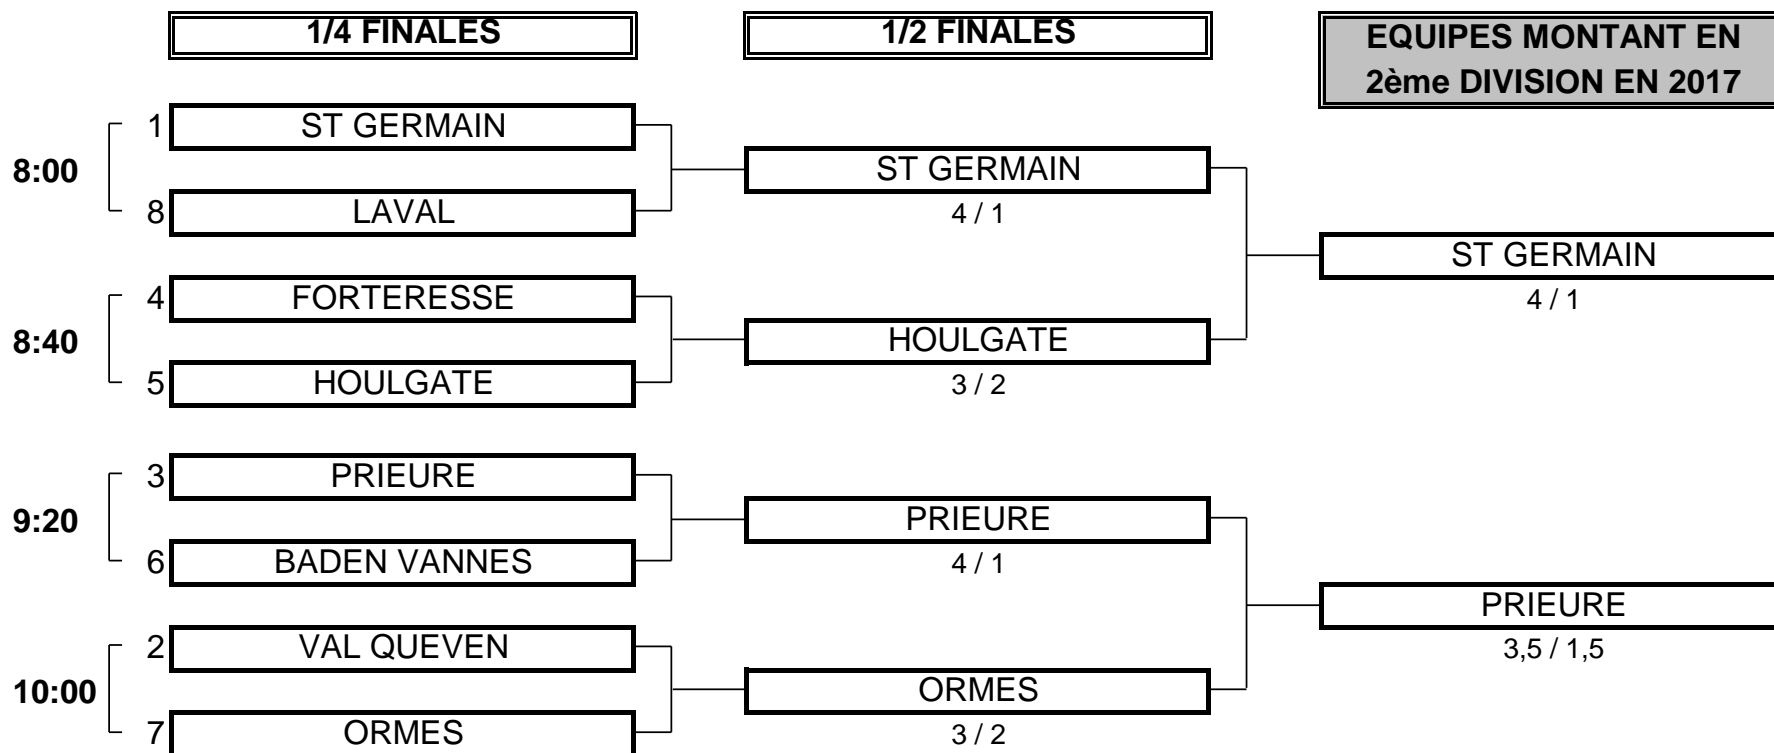 1/4 FINALES
1/2 FINALES
EQUIPES MONTANT EN
2ème DIVISION EN 2017
8:00
1 ST GERMAIN
8 LAVAL
ST GERMAIN
4 / 1
8:40
4 FORTERESSE
5 HOULGATE
HOULGATE
3 / 2
ST GERMAIN
4 / 1
9:20
3 PRIEURE
6 BADEN VANNES
PRIEURE
4 / 1
10:00
2 VAL QUEVEN
7 ORMES
ORMES
3 / 2
PRIEURE
3,5 / 1,5